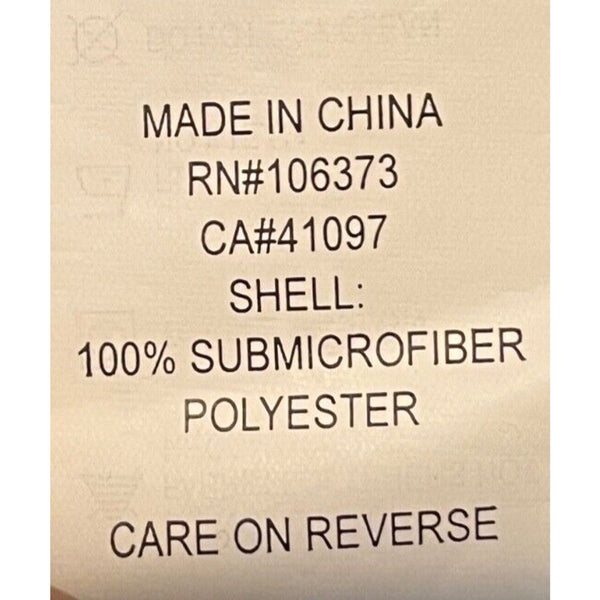 MADE IN CHINA
RN#106373
CA#41097
SHELL:
100% SUBMICROFIBER
POLYESTER
CARE ON REVERSE